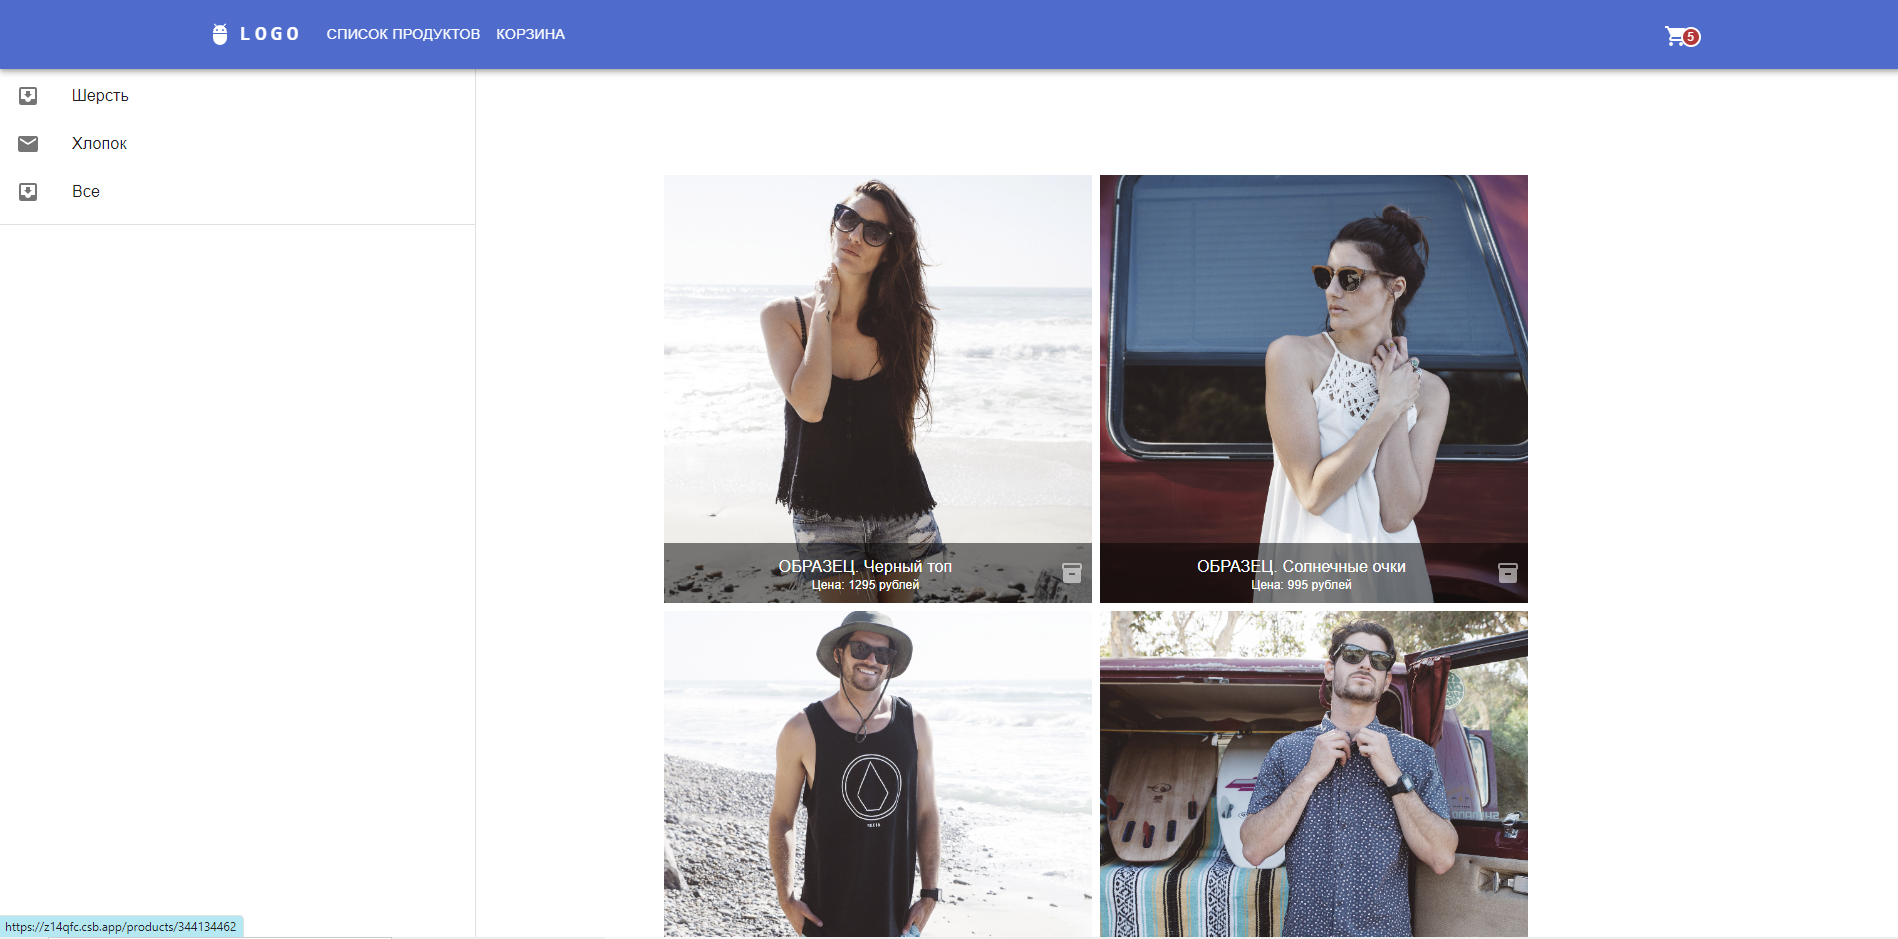 LOGO
СПИСОК ПРОДУКТОВ
КОРЗИНА
5
Шерсть
Хлопок
Все
ОБРАЗЕЦ. Черный топ
Цена: 1295 рублей
ОБРАЗЕЦ. Солнечные очки
Цена: 995 рублей
https://z14qfc.csb.app/products/344134462